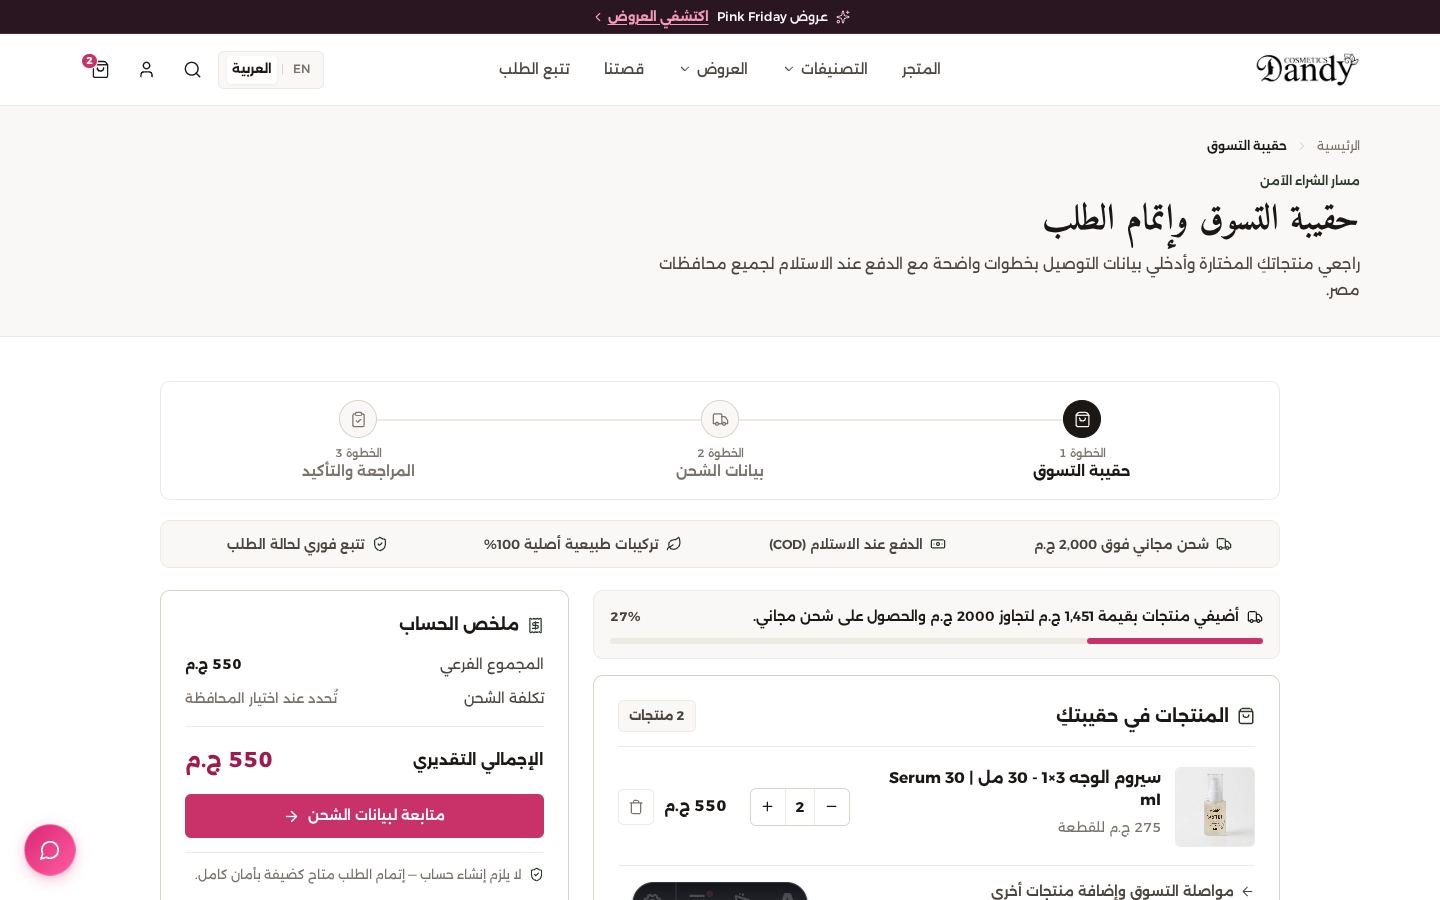 عروض Pink Friday اكتشفي العروض
Dandy
COSMETICS
المتجر
التصنيفات
العروض
قصتنا
تتبع الطلب
EN
العربية
2
الرئيسية
حقيبة التسوق
مسار الشراء الآمن
حقيبة التسوق وإتمام الطلب
راجعي منتجاتكِ المختارة وأدخلي بيانات التوصيل بخطوات واضحة مع الدفع عند الاستلام لجميع محافظات
مصر.
الخطوة 1
حقيبة التسوق
الخطوة 2
بيانات الشحن
الخطوة 3
المراجعة والتأكيد
شحن مجاني فوق 2,000 ج.م
الدفع عند الاستلام (COD)
تركيبات طبيعية أصلية 100%
تتبع فوري لحالة الطلب
أضيفي منتجات بقيمة 1,451 ج.م لتجاوز 2000 ج.م والحصول على شحن مجاني.
27%
المنتجات في حقيبتكِ
2 منتجات
سيروم الوجه 3×1 - 30 مل | Serum 30
ml
275 ج.م للقطعة
2
550 ج.م
مواصلة التسوق وإضافة منتجات أخرى
ملخص الحساب
المجموع الفرعي
550 ج.م
تكلفة الشحن
تُحدد عند اختيار المحافظة
الإجمالي التقديري
550 ج.م
متابعة لبيانات الشحن
لا يلزم إنشاء حساب — إتمام الطلب متاح كضيفة بأمان كامل.